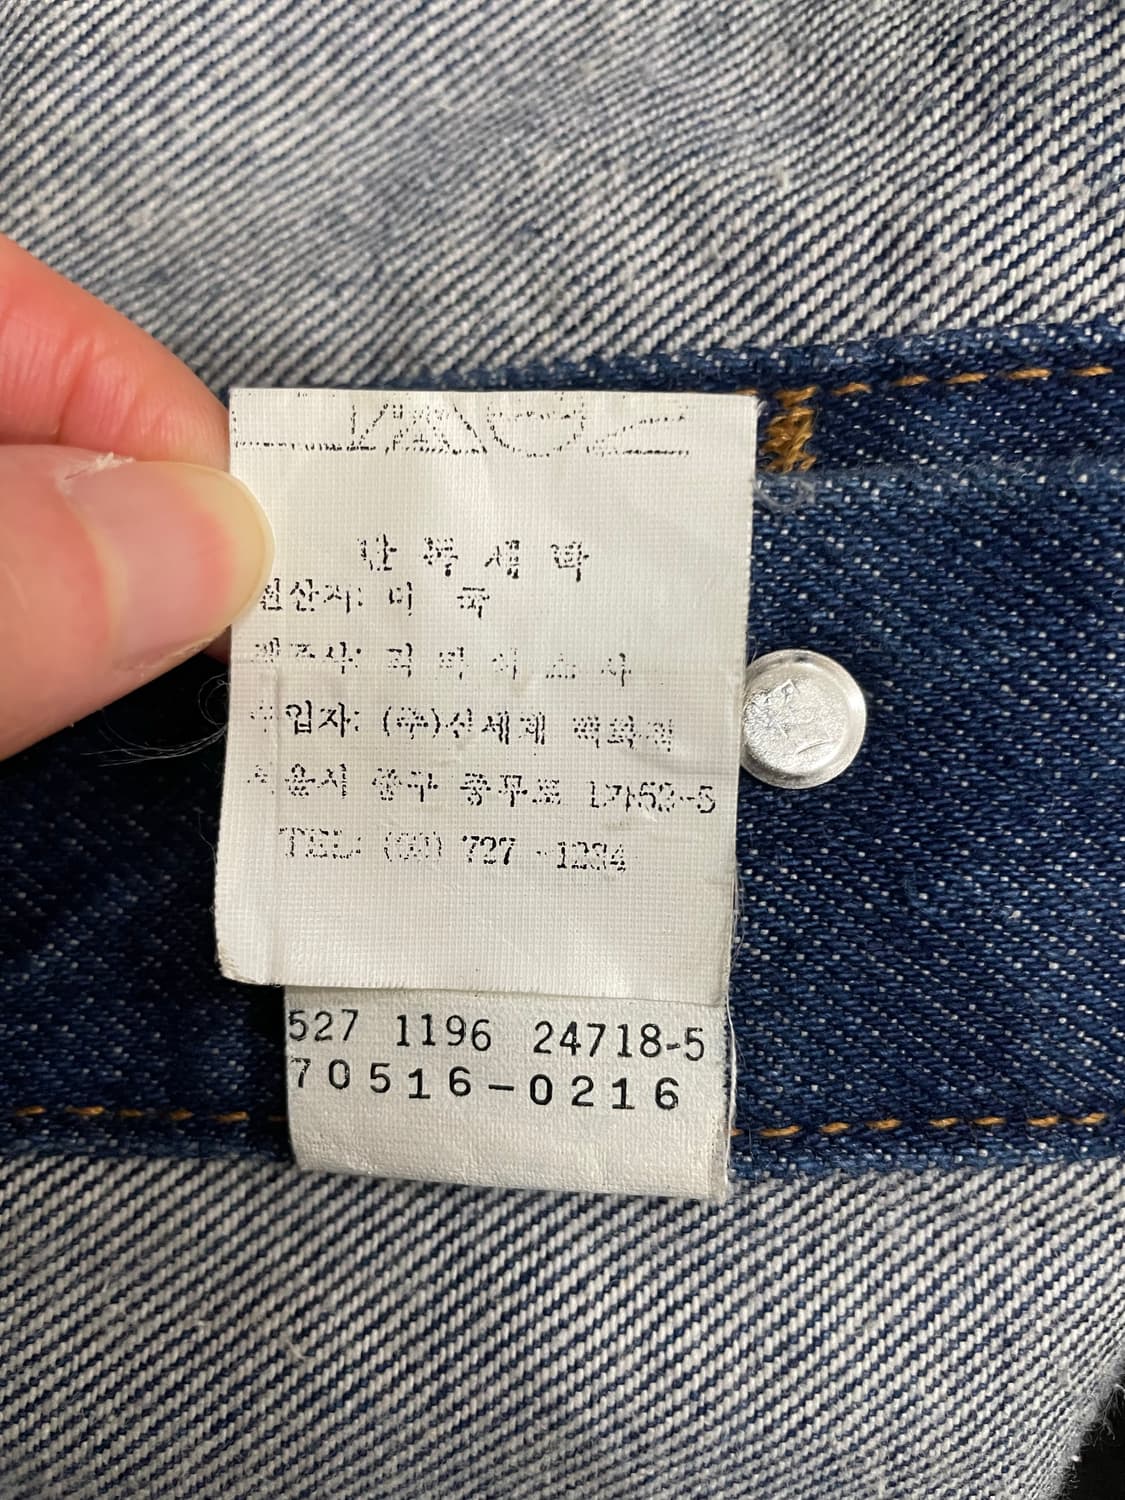 단 독 세 탁
원산지: 미 국
제조사: 리 바 이 스 사
수입자: (주)신세계 백화점
서울시 중구 충무로 1가52-5
TEL: (02) 727 -1234
527 1196 24718-5
70516-0216